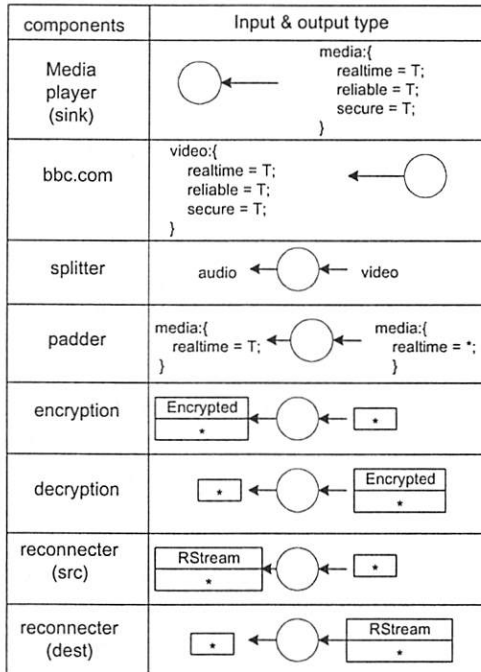 components
Input & output type
Media
player
(sink)
media:{
realtime = T;
reliable = T;
secure = T;
}
bbc.com
video:{
realtime = T;
reliable = T;
secure = T;
}
splitter
audio
video
padder
media:{
realtime = T;
}
media:{
realtime = *;
}
encryption
Encrypted
*
*
decryption
*
Encrypted
*
reconnecter
(src)
RStream
*
*
reconnecter
(dest)
*
RStream
*